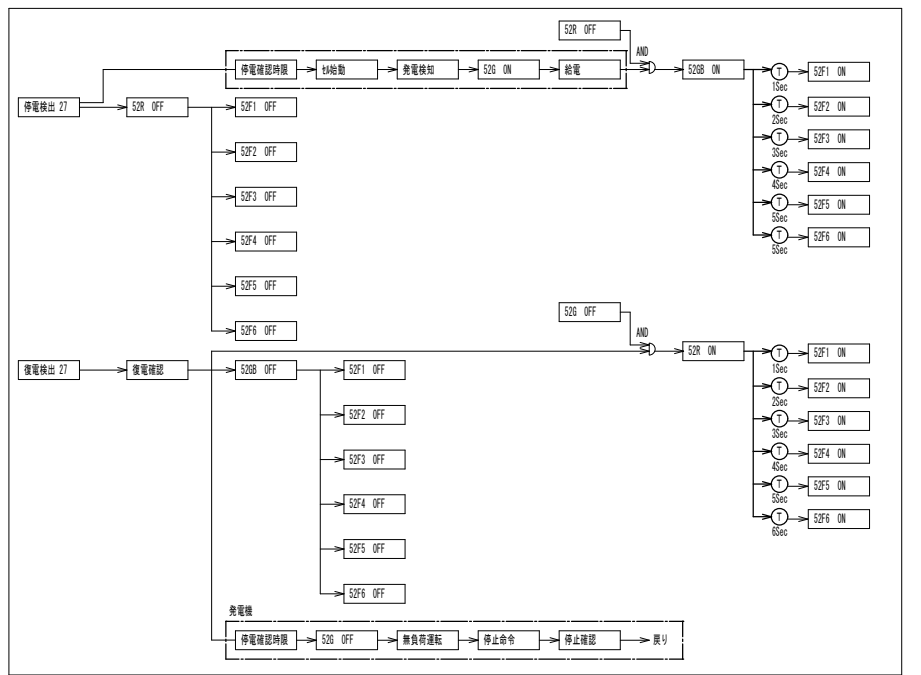 52R OFF
AND
停電確認時限
セル始動
発電検知
52G ON
給電
52GB ON
T
1Sec
52F1 ON
停電検出 27
52R OFF
52F1 OFF
T
2Sec
52F2 ON
52F2 OFF
T
3Sec
52F3 ON
T
4Sec
52F4 ON
52F3 OFF
T
5Sec
52F5 ON
52F4 OFF
T
5Sec
52F6 ON
52F5 OFF
52F6 OFF
52G OFF
AND
復電検出 27
復電確認
52GB OFF
52F1 OFF
52R ON
T
1Sec
52F1 ON
52F2 OFF
T
2Sec
52F2 ON
T
3Sec
52F3 ON
52F3 OFF
T
4Sec
52F4 ON
52F4 OFF
T
5Sec
52F5 ON
T
6Sec
52F6 ON
52F5 OFF
52F6 OFF
発電機
停電確認時限
52G OFF
無負荷運転
停止命令
停止確認
戻り